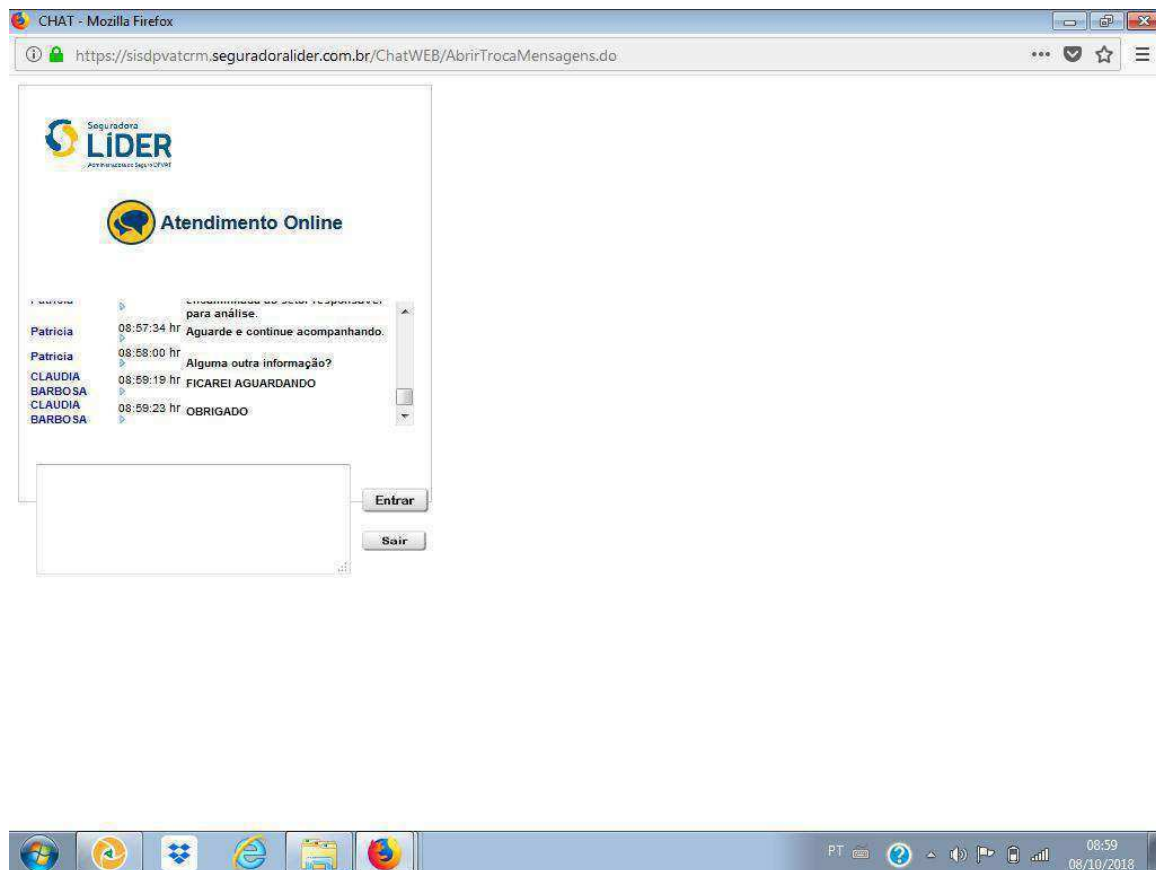 CHAT - Mozilla Firefox
https://sisdpvatcrm.seguradoralider.com.br/ChatWEB/AbrirTrocaMensagens.do
Seguradora
LÍDER
Atendimento Online
Patricia
para análise.
Patricia 08:57:34 hr Aguarde e continue acompanhando.
Patricia 08:58:00 hr Alguma outra informação?
CLAUDIA BARBOSA 08:59:19 hr FICAREI AGUARDANDO
CLAUDIA BARBOSA 08:59:23 hr OBRIGADO
Entrar
Sair
PT
08:59
08/10/2018